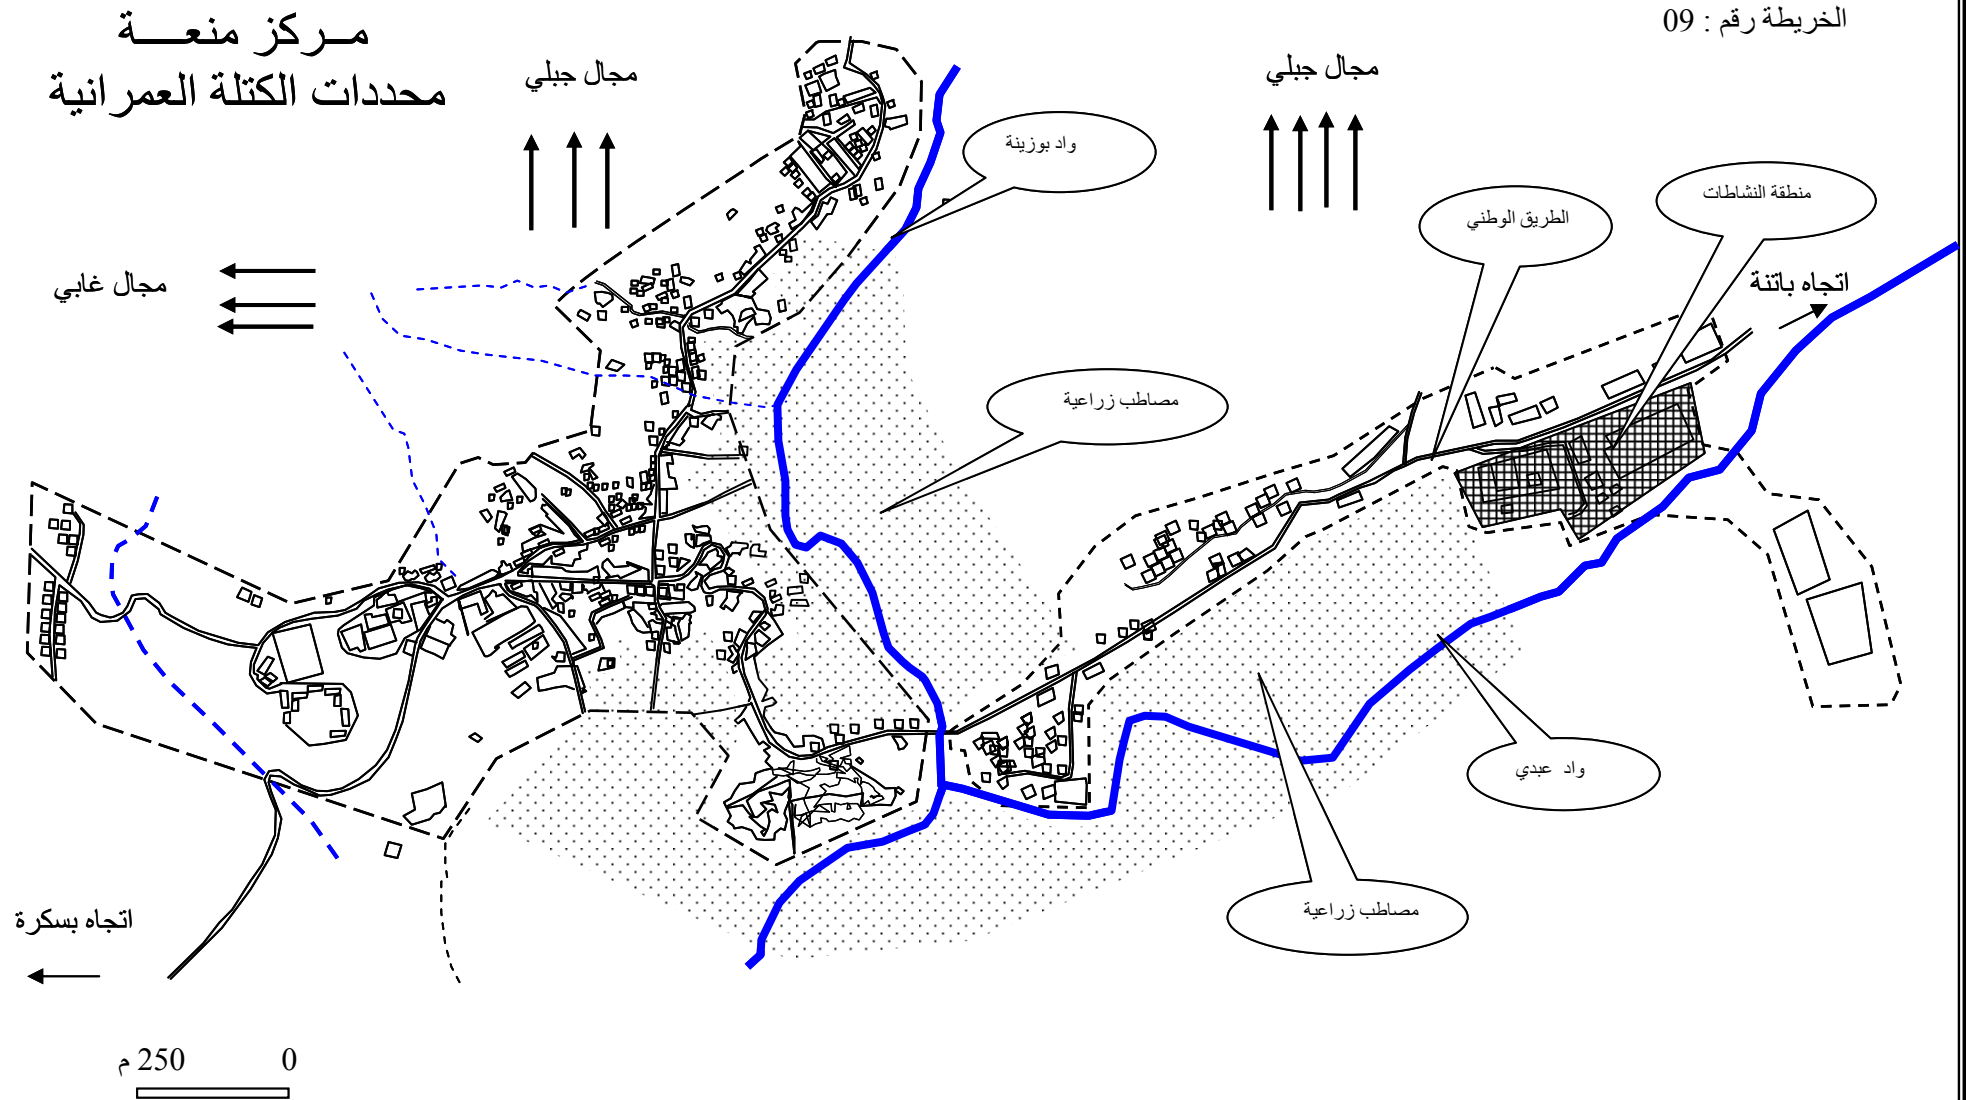 الخريطة رقم : 09
مـركز منعـــة
محددات الكتلة العمرانية
مجال جبلي
مجال جبلي
واد بوزينة
منطقة النشاطات
الطريق الوطني
اتجاه باتنة
مجال غابي
مصاطب زراعية
واد عبدي
مصاطب زراعية
اتجاه بسكرة
0 250 م